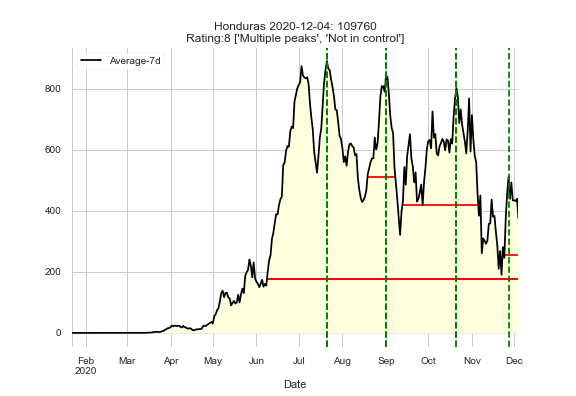 Honduras 2020-12-04: 109760
Rating:8 ['Multiple peaks', 'Not in control']
Average-7d
800
600
400
200
0
Feb Mar Apr May Jun Jul Aug Sep Oct Nov Dec
2020
Date